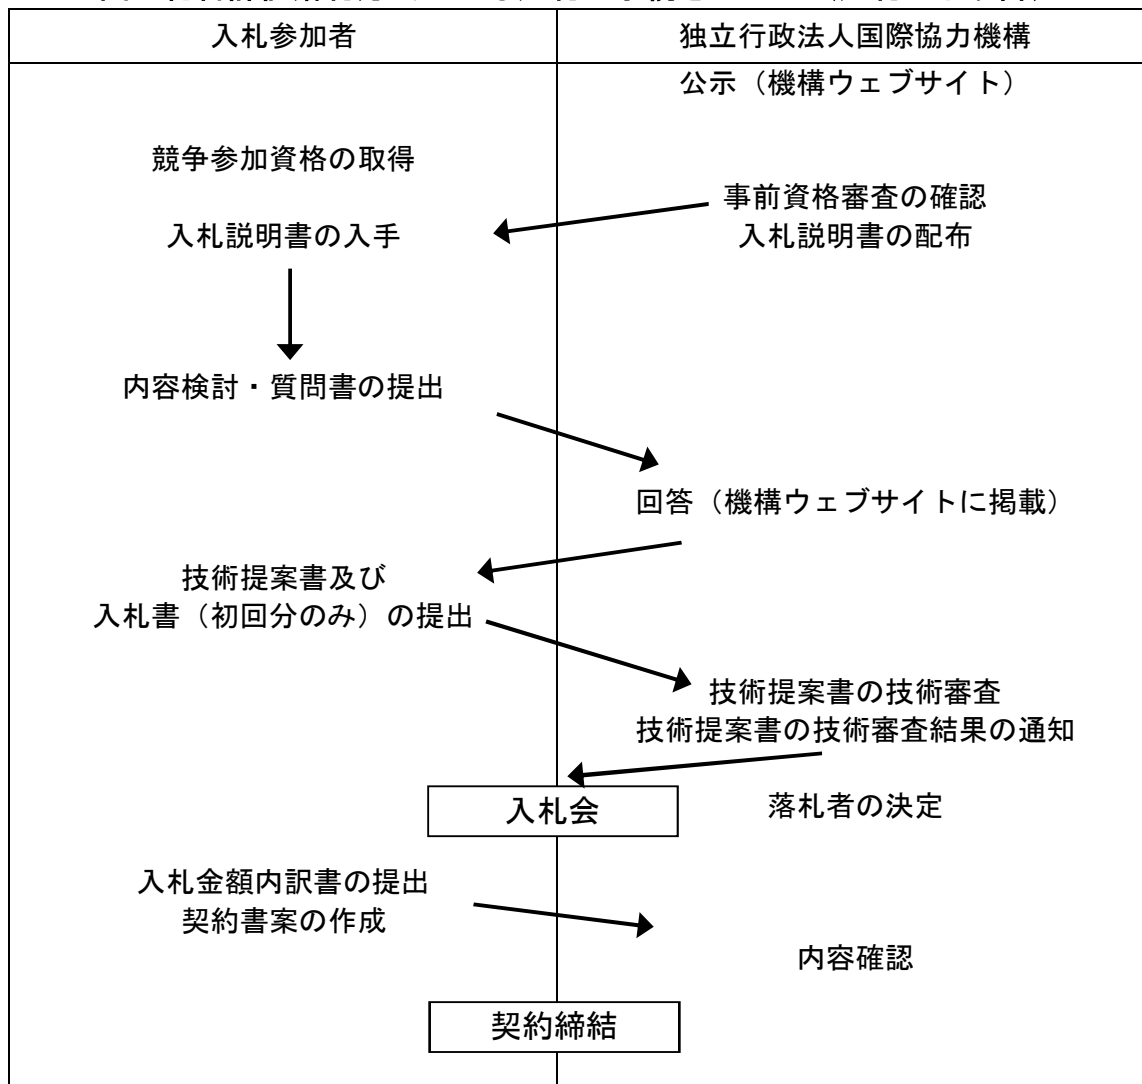 入札参加者
独立行政法人国際協力機構
公示（機構ウェブサイト）
競争参加資格の取得
事前資格審査の確認
入札説明書の入手
入札説明書の配布
内容検討・質問書の提出
回答（機構ウェブサイトに掲載）
技術提案書及び
入札書（初回分のみ）の提出
技術提案書の技術審査
技術提案書の技術審査結果の通知
入札会
落札者の決定
入札金額内訳書の提出
契約書案の作成
内容確認
契約締結